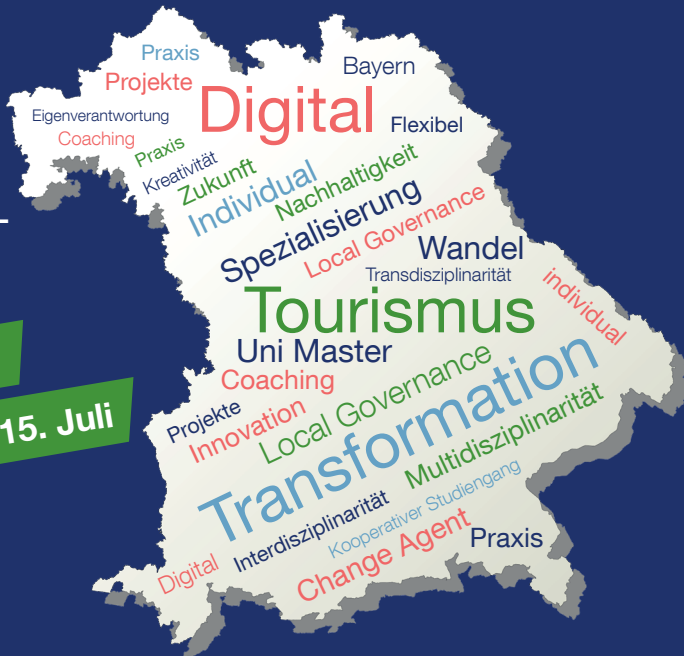 Praxis
Bayern
Projekte
Digital
Eigenverantwortung
Flexibel
Coaching
Praxis
Kreativität
Zukunft
Individual
Nachhaltigkeit
Spezialisierung
Local Governance
Wandel
Transdisziplinarität
individual
Tourismus
Uni Master
Coaching
Projekte
Innovation
Local Governance
15. Juli
Transformation
Multidisziplinarität
Digital
Interdisziplinarität
Kooperativer Studiengang
Change Agent
Praxis